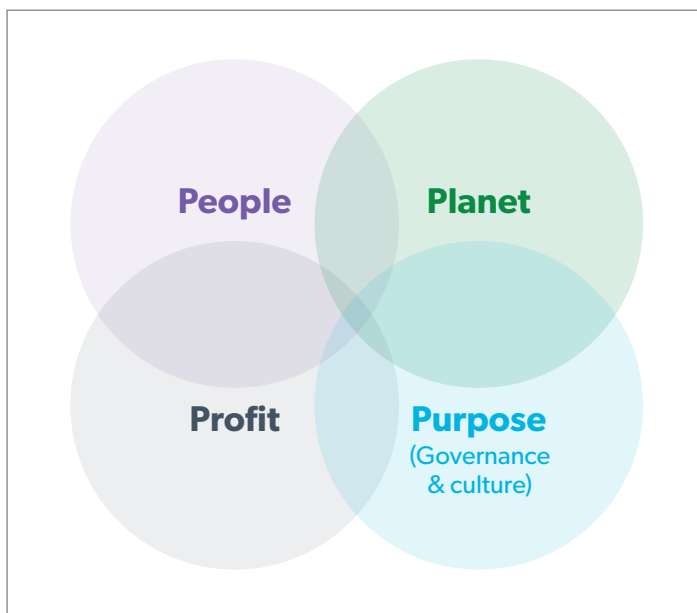 People
Planet
Profit
Purpose
(Governance
& culture)